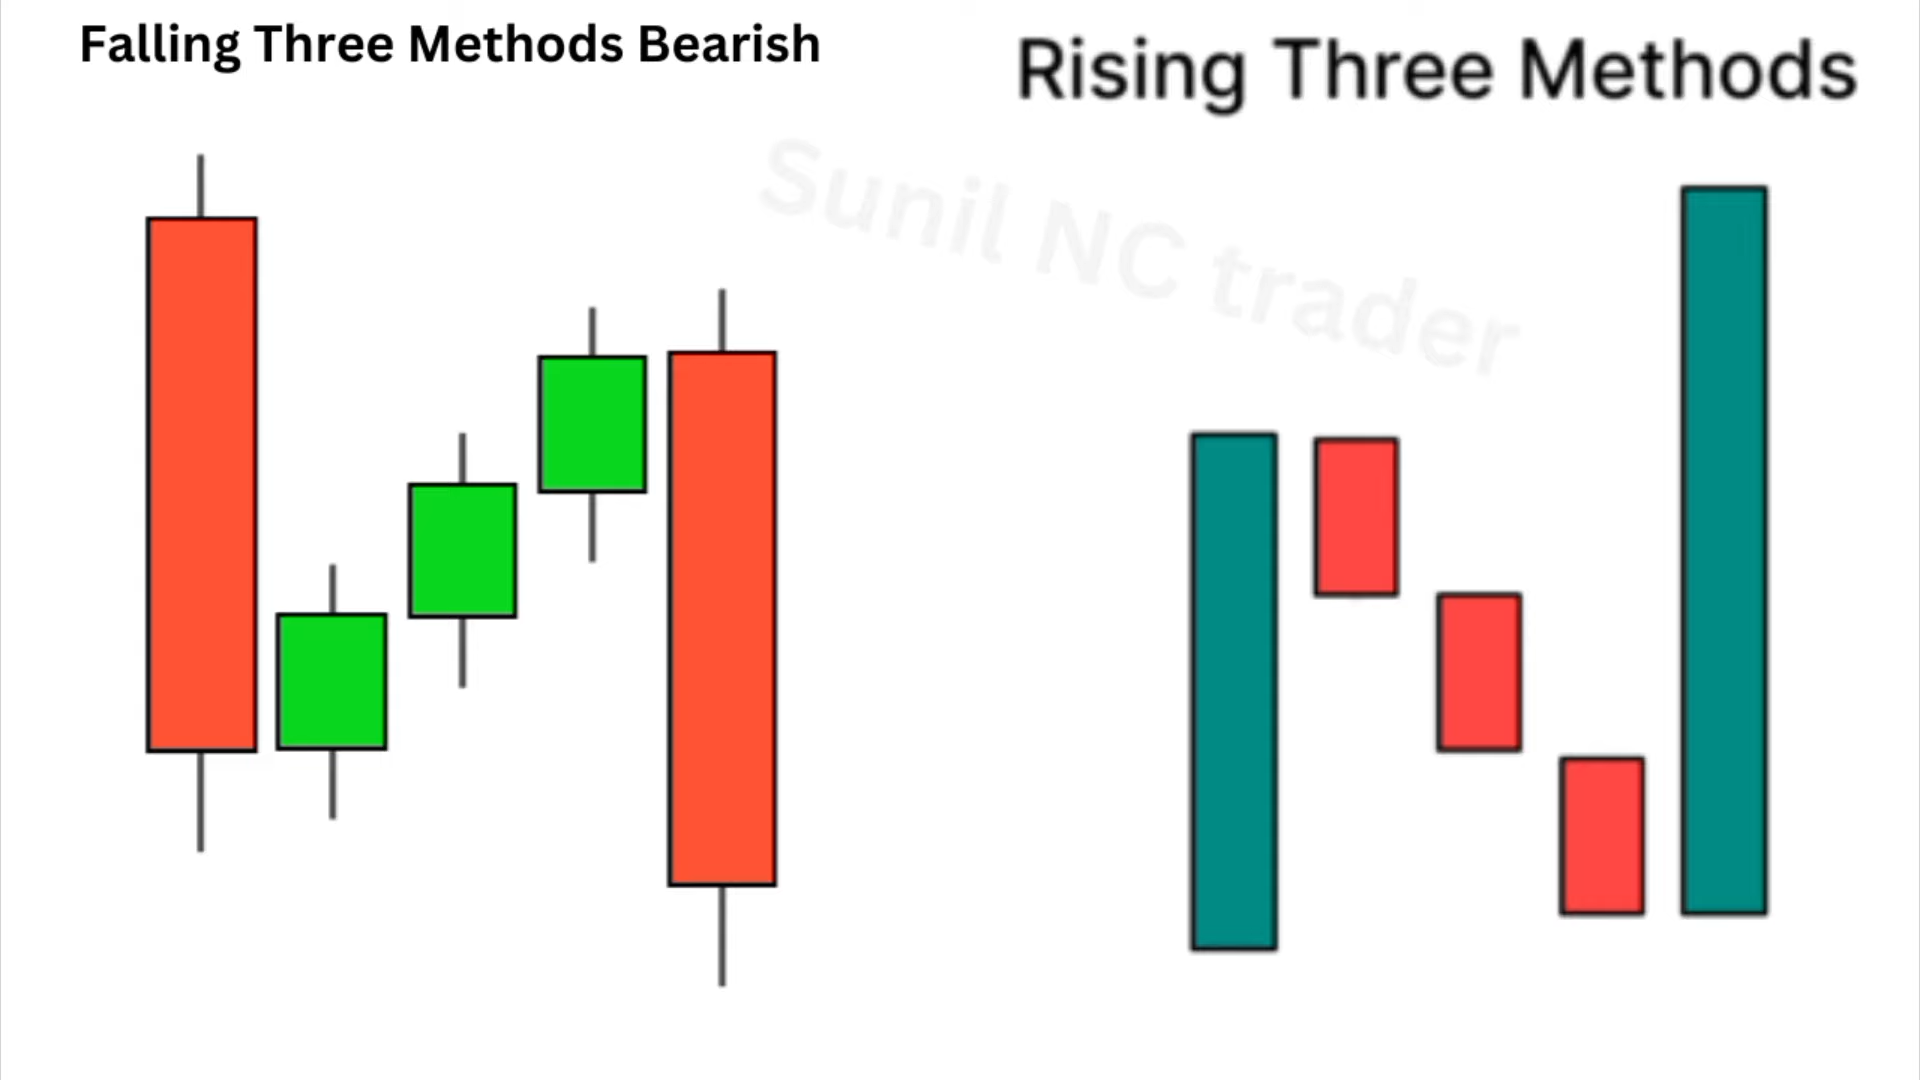 Falling Three Methods Bearish
Rising Three Methods
Sunil NC trader